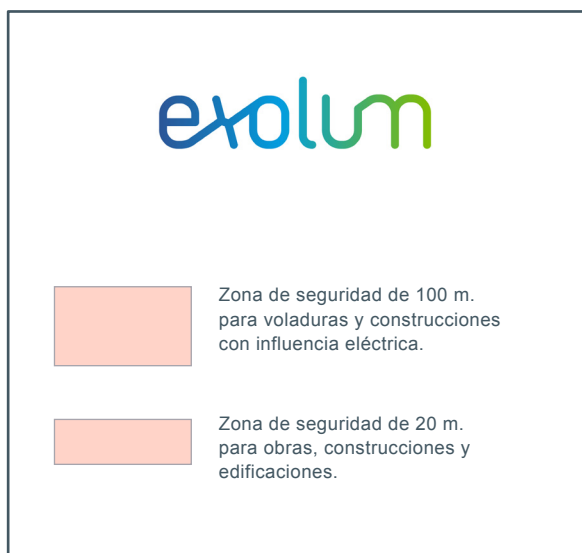 exolum
Zona de seguridad de 100 m.
para voladuras y construcciones
con influencia eléctrica.
Zona de seguridad de 20 m.
para obras, construcciones y
edificaciones.